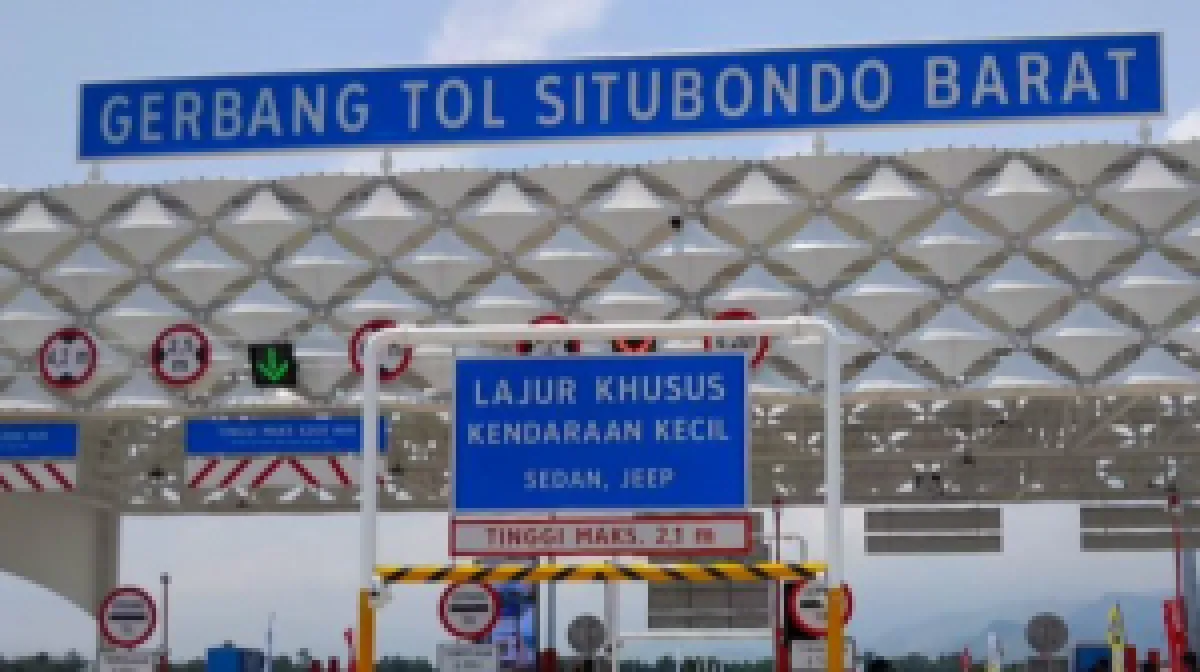 GERBANG TOL SITUBONDO BARAT
LAJUR KHUSUS
KENDARAAN KECIL
SEDAN, JEEP
TINGGI MAKS. 2,1 m